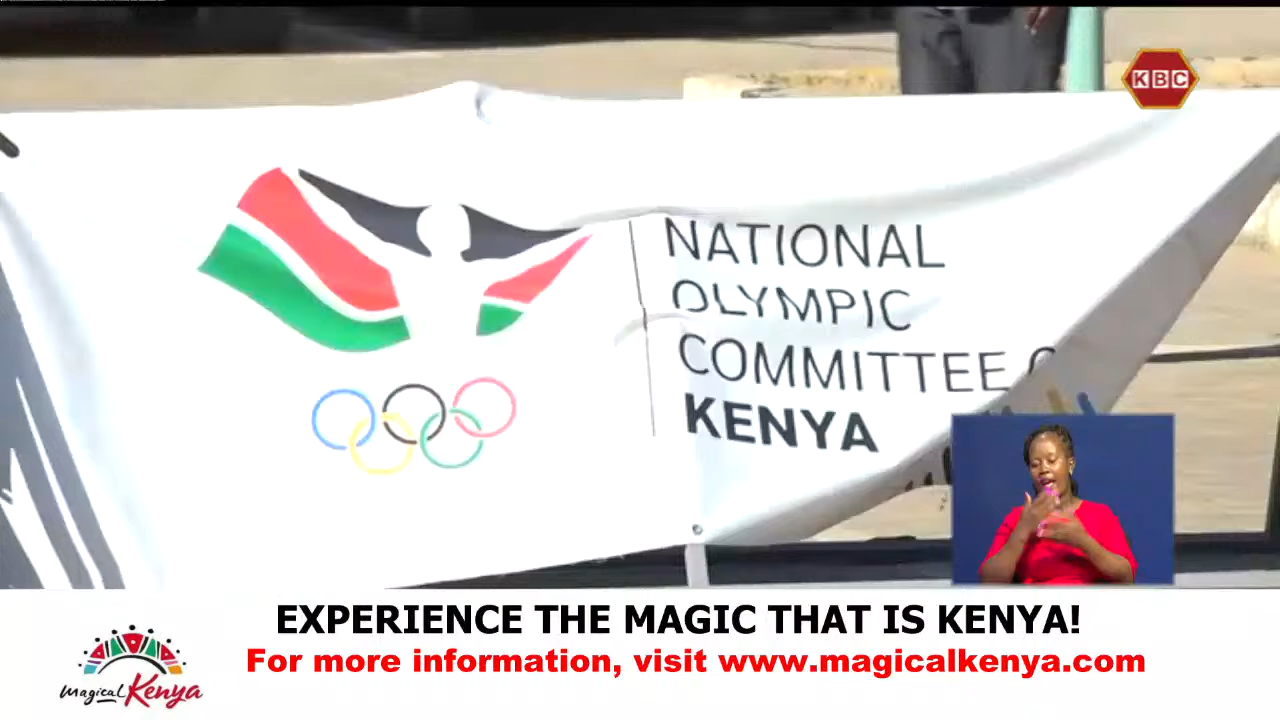 KBC
NATIONAL
OLYMPIC
COMMITTEE
KENYA
EXPERIENCE THE MAGIC THAT IS KENYA!
For more information, visit www.magicalkenya.com
magical Kenya